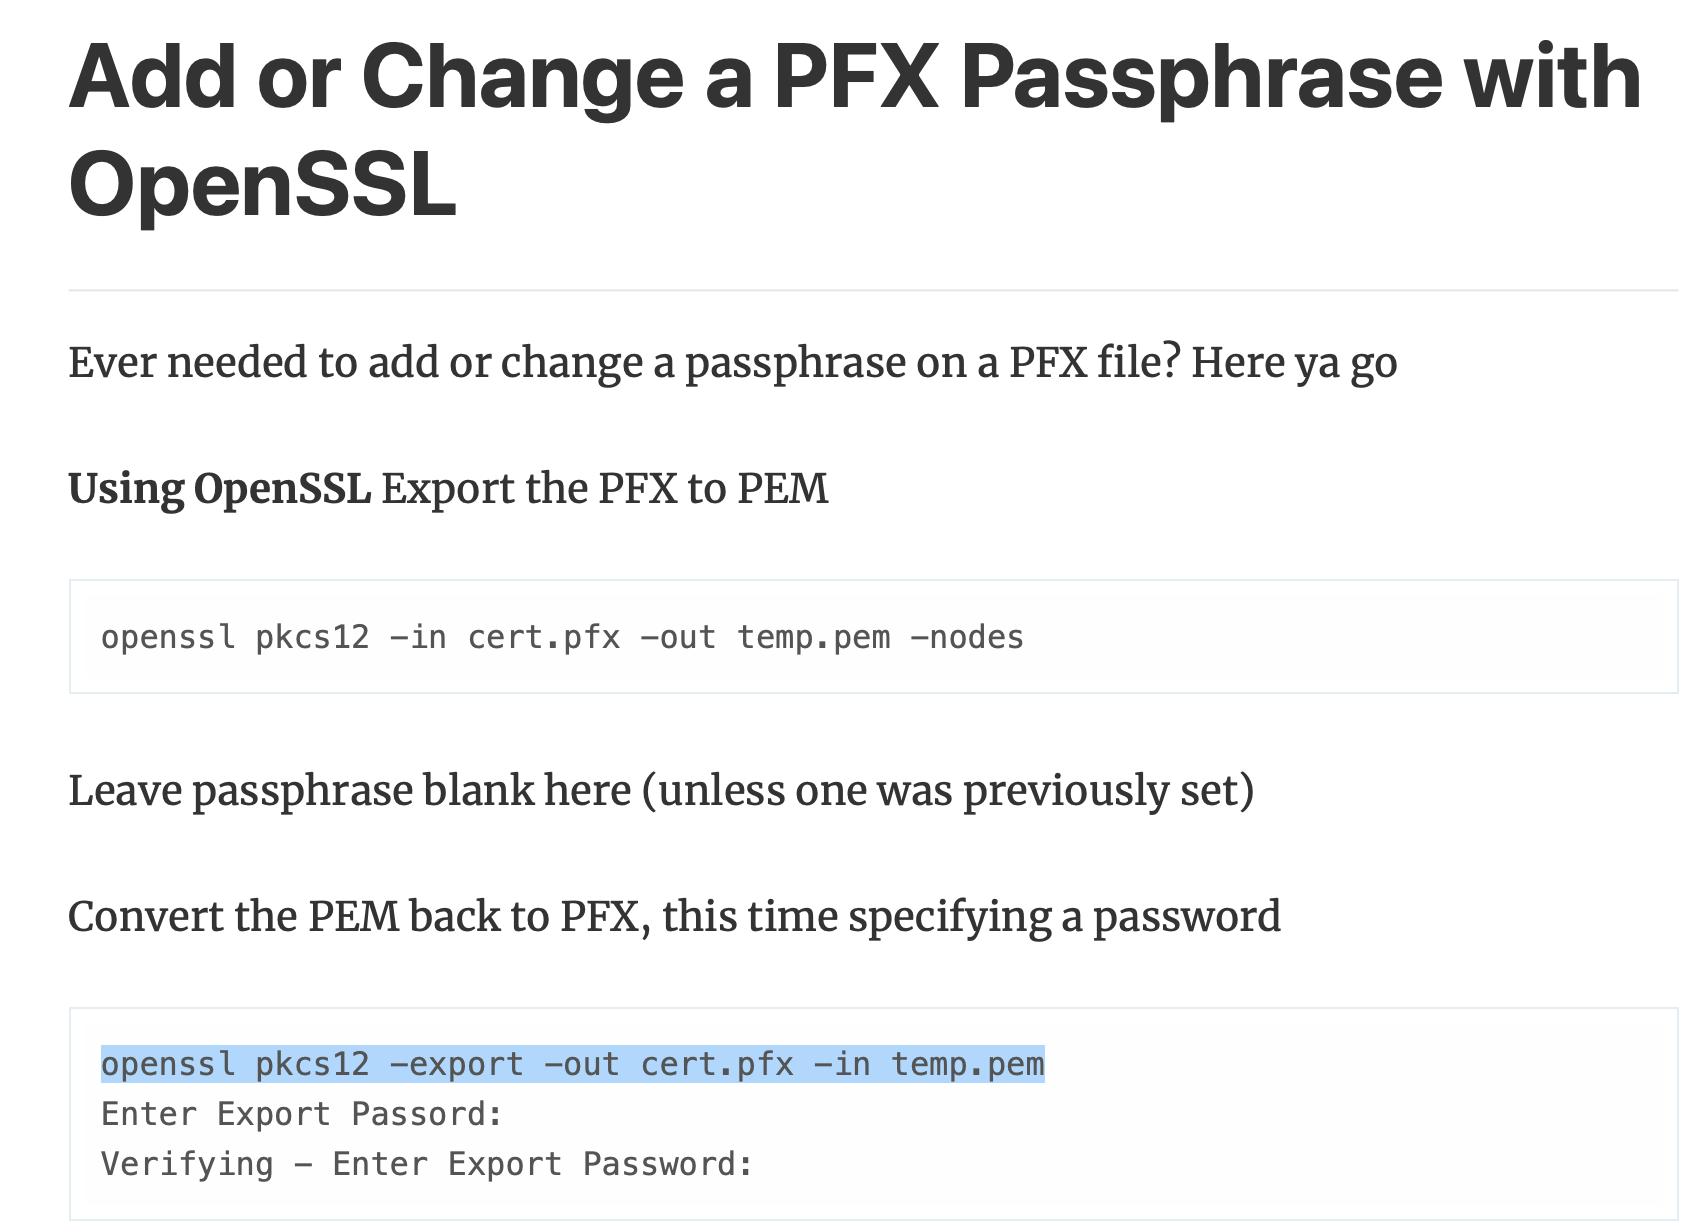 Add or Change a PFX Passphrase with
OpenSSL
Ever needed to add or change a passphrase on a PFX file? Here ya go
Using OpenSSL Export the PFX to PEM
openssl pkcs12 -in cert.pfx -out temp.pem -nodes
Leave passphrase blank here (unless one was previously set)
Convert the PEM back to PFX, this time specifying a password
openssl pkcs12 -export -out cert.pfx -in temp.pem
Enter Export Passord:
Verifying - Enter Export Password: